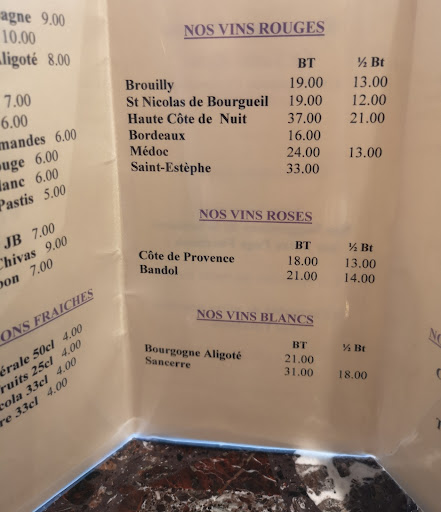 agne 9.00
10.00
ligoté 8.00
7.00
6.00
mandes 6.00
ouge 6.00
lanc 6.00
Pastis 5.00
JB 7.00
Chivas 9.00
bon 7.00
ONS FRAICHES
érale 50cl 4.00
ruits 25cl 4.00
cola 33cl 4.00
re 33cl 4.00
NOS VINS ROUGES
BT ½ Bt
Brouilly 19.00 13.00
St Nicolas de Bourgueil 19.00 12.00
Haute Côte de Nuit 37.00 21.00
Bordeaux 16.00
Médoc 24.00 13.00
Saint-Estèphe 33.00
NOS VINS ROSES
BT ½ Bt
Côte de Provence 18.00 13.00
Bandol 21.00 14.00
NOS VINS BLANCS
BT ½ Bt
Bourgogne Aligoté 21.00
Sancerre 31.00 18.00